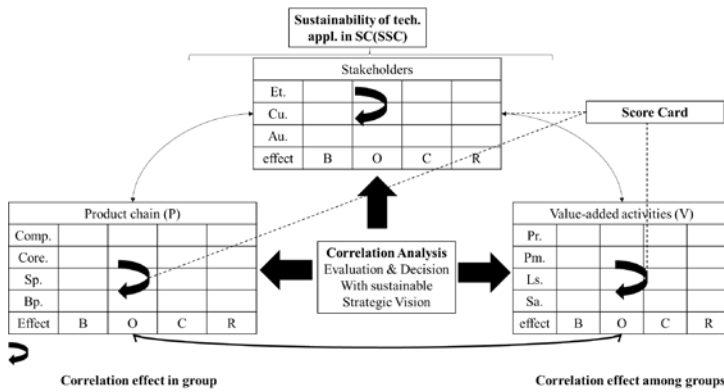 Sustainability of tech.
appl. in SC(SSC)
Stakeholders
Et.
Cu.
Au.
effect B O C R
Score Card
Product chain (P)
Comp.
Core.
Sp.
Bp.
Effect B O C R
Correlation Analysis
Evaluation & Decision
With sustainable
Strategic Vision
Value-added activities (V)
Pr.
Pm.
Ls.
Sa.
effect B O C R
Correlation effect in group
Correlation effect among groups